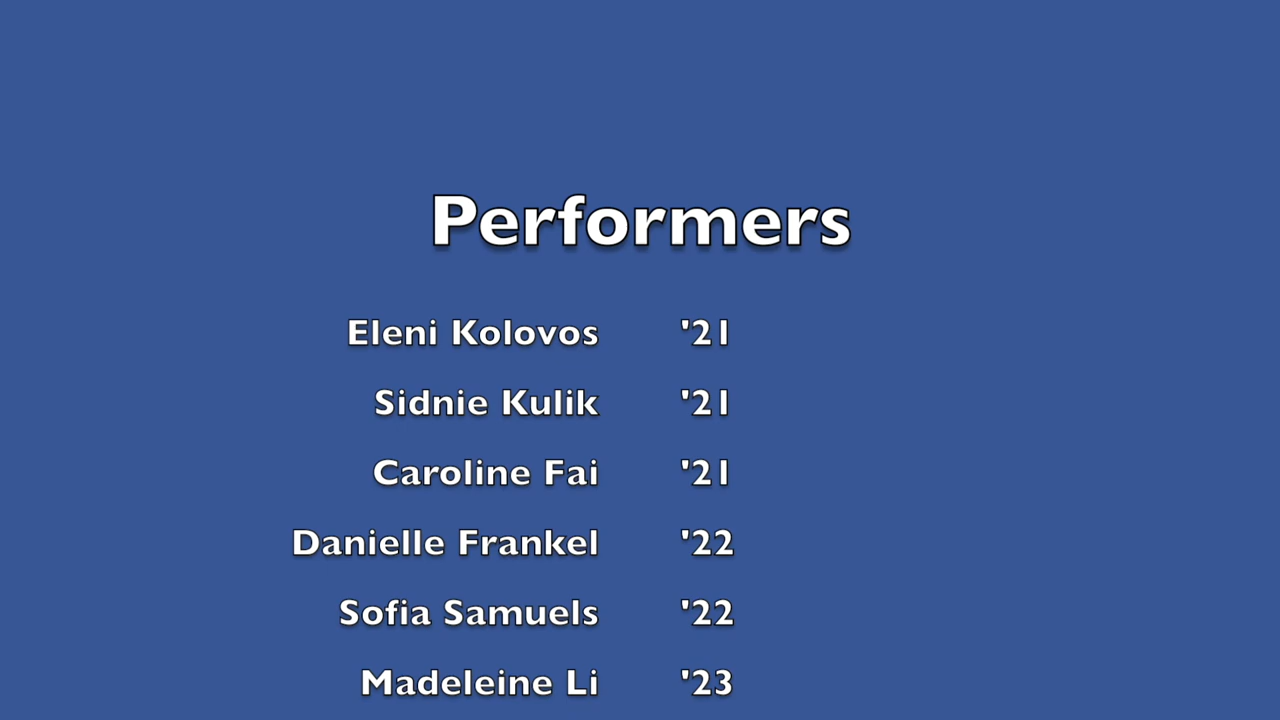 Performers
Eleni Kolovos '21
Sidnie Kulik '21
Caroline Fai '21
Danielle Frankel '22
Sofia Samuels '22
Madeleine Li '23